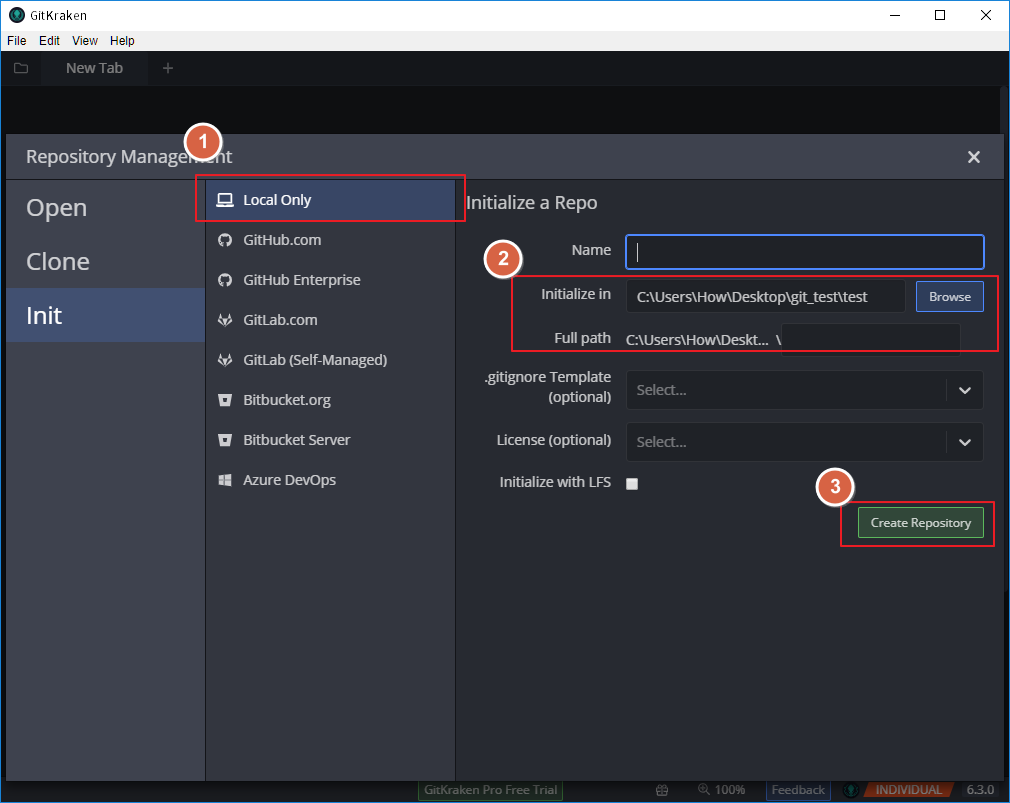 GitKraken
File Edit View Help
New Tab
1
Repository Management
Open
Clone
Init
Local Only
GitHub.com
GitHub Enterprise
GitLab.com
GitLab (Self-Managed)
Bitbucket.org
Bitbucket Server
Azure DevOps
Initialize a Repo
Name
2
Initialize in C:\Users\How\Desktop\git_test\test Browse
Full path C:\Users\How\Deskt... \
.gitignore Template
(optional) Select...
License (optional) Select...
Initialize with LFS
3
Create Repository
GitKraken Pro Free Trial 100% Feedback INDIVIDUAL 6.3.0